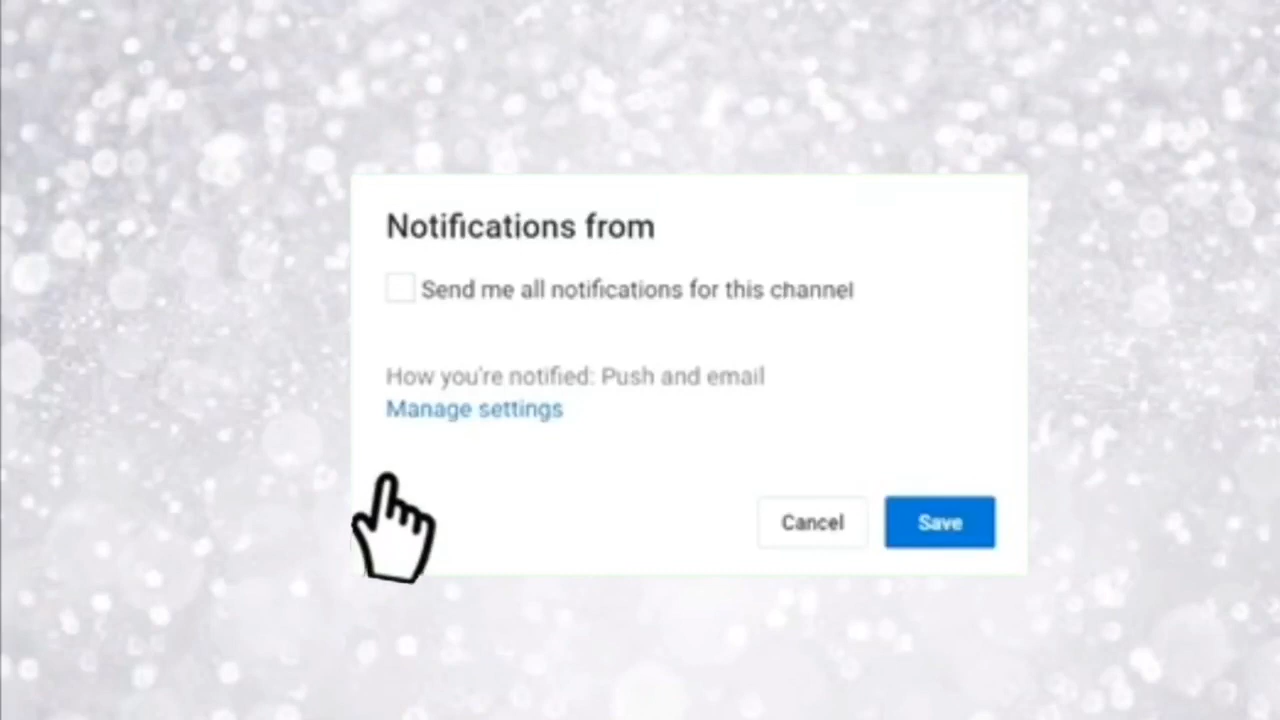 Notifications from
Send me all notifications for this channel
How you're notified: Push and email
Manage settings
Cancel
Save